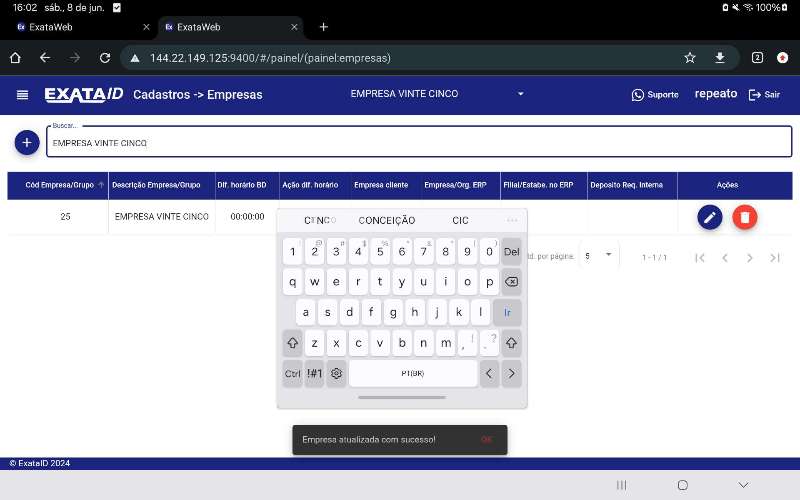 16:02 sáb., 8 de jun. 100%
Ex ExataWeb Ex ExataWeb
144.22.149.125:9400/#/painel/(painel:empresas) 2
EXATAID Cadastros -> Empresas EMPRESA VINTE CINCO Suporte repeato Sair
Buscar...
EMPRESA VINTE CINCO
Cód Empresa/Grupo Descrição Empresa/Grupo Dif. horário BD Ação dif. horário Empresa cliente Empresa/Org. ERP Filial/Estabe. no ERP Deposito Req. Interna Ações
25 EMPRESA VINTE CINCO 00:00:00
CONCEIÇÃO CIC ...
td. por página: 5 1 - 1 / 1
1 2 3 4 5 6 7 8 9 0 Del
q w e r t y u i o p
a s d f g h j k l Ir
z x c v b n m , ! . ?
Ctrl !#1 PT(BR) < >
Empresa atualizada com sucesso! OK
© ExataID 2024